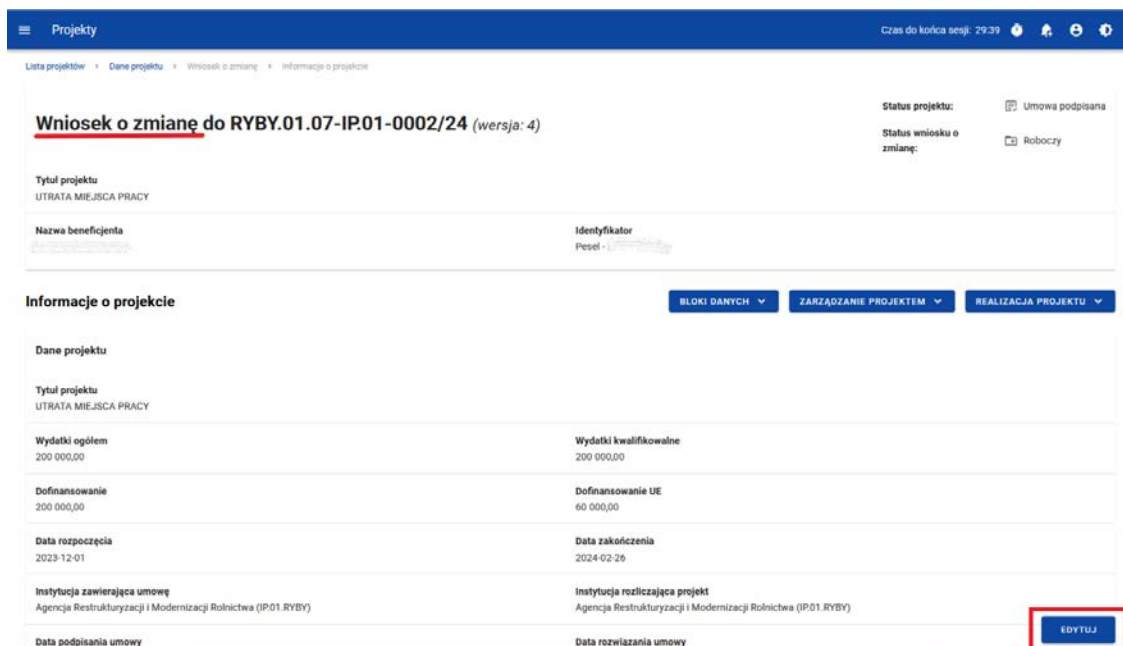 Projekty
Czas do końca sesji: 29:39
Lista projektów
Dane projektu
Wniosek o zmianę
Informacje o projekcie
Wniosek o zmianę do RYBY.01.07-IP.01-0002/24 (wersja: 4)
Status projektu:
Umowa podpisana
Status wniosku o
zmianę:
Roboczy
Tytuł projektu
UTRATA MIEJSCA PRACY
Nazwa beneficjenta
Identyfikator
Pesel -
Informacje o projekcie
BLOKI DANYCH
ZARZĄDZANIE PROJEKTEM
REALIZACJA PROJEKTU
Dane projektu
Tytuł projektu
UTRATA MIEJSCA PRACY
Wydatki ogółem
200 000,00
Wydatki kwalifikowalne
200 000,00
Dofinansowanie
200 000,00
Dofinansowanie UE
60 000,00
Data rozpoczęcia
2023-12-01
Data zakończenia
2024-02-26
Instytucja zawierająca umowę
Agencja Restrukturyzacji i Modernizacji Rolnictwa (IP.01.RYBY)
Instytucja rozliczająca projekt
Agencja Restrukturyzacji i Modernizacji Rolnictwa (IP.01.RYBY)
Data podpisania umowy
Data rozwiązania umowy
EDYTUJ